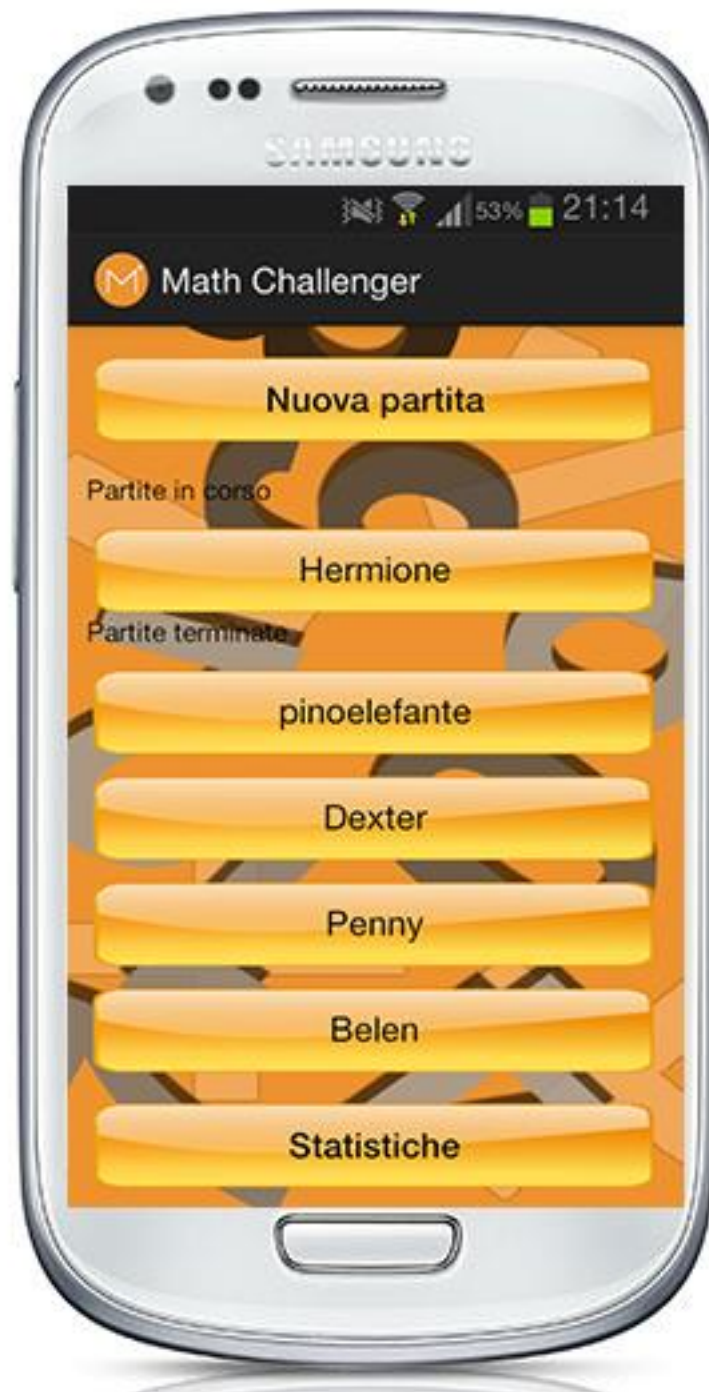 SAMSUNG
53% 21:14
Math Challenger
Nuova partita
Partite in corso
Hermione
Partite terminate
pinoelefante
Dexter
Penny
Belen
Statistiche